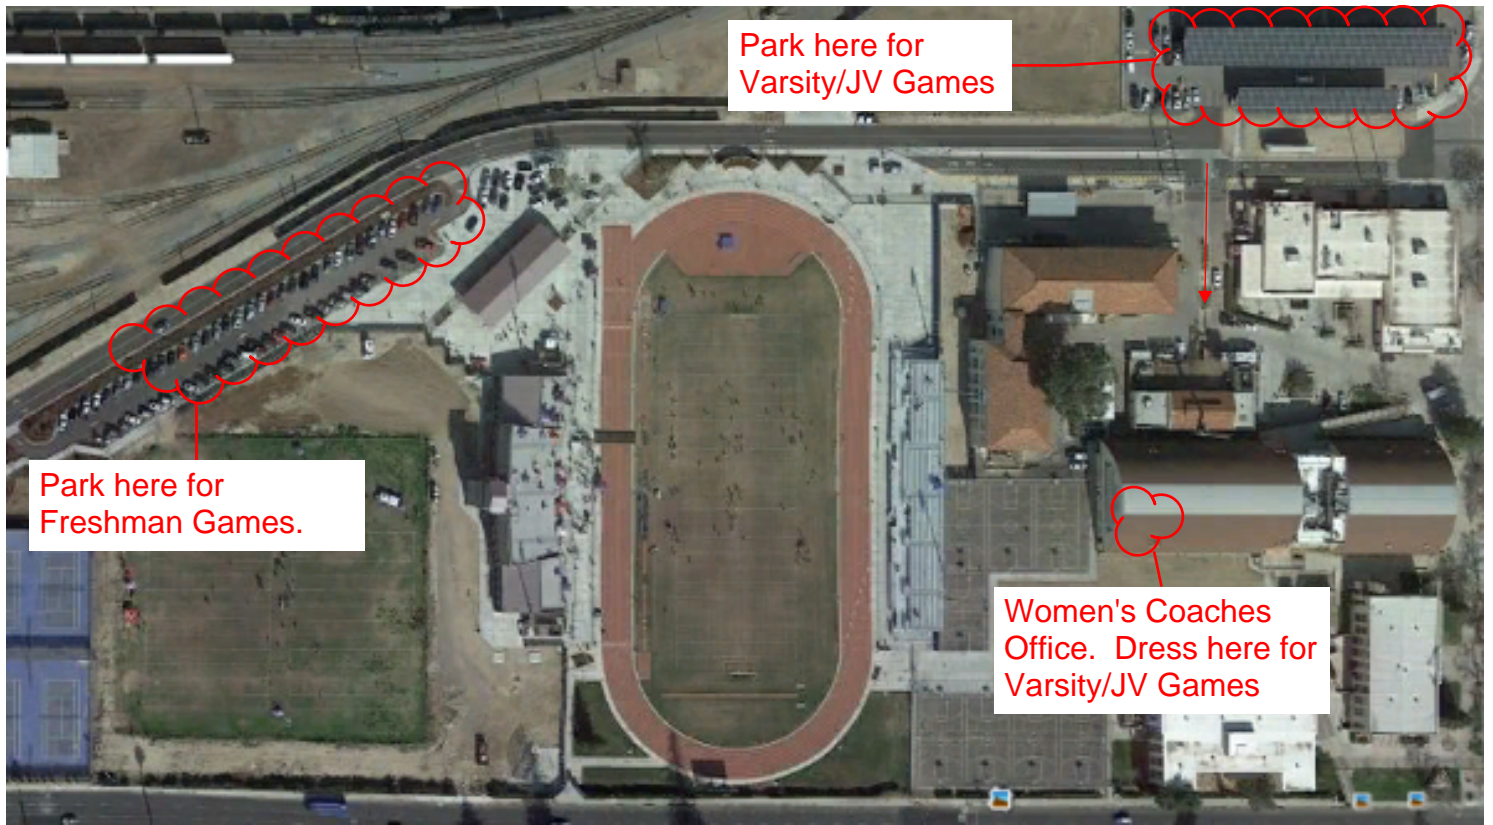 Park here for
Varsity/JV Games
Park here for
Freshman Games.
Women's Coaches
Office.  Dress here for
Varsity/JV Games